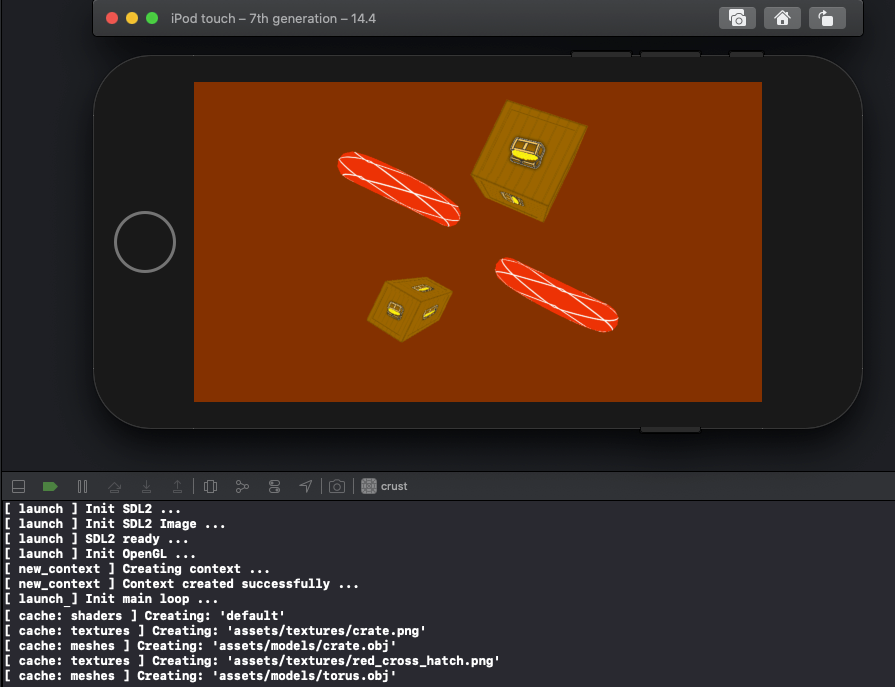 iPod touch – 7th generation – 14.4
crust
[ launch ] Init SDL2 ...
[ launch ] Init SDL2 Image ...
[ launch ] SDL2 ready ...
[ launch ] Init OpenGL ...
[ new_context ] Creating context ...
[ new_context ] Context created successfully ...
[ launch_] Init main loop ...
[ cache: shaders ] Creating: 'default'
[ cache: textures ] Creating: 'assets/textures/crate.png'
[ cache: meshes ] Creating: 'assets/models/crate.obj'
[ cache: textures ] Creating: 'assets/textures/red_cross_hatch.png'
[ cache: meshes ] Creating: 'assets/models/torus.obj'